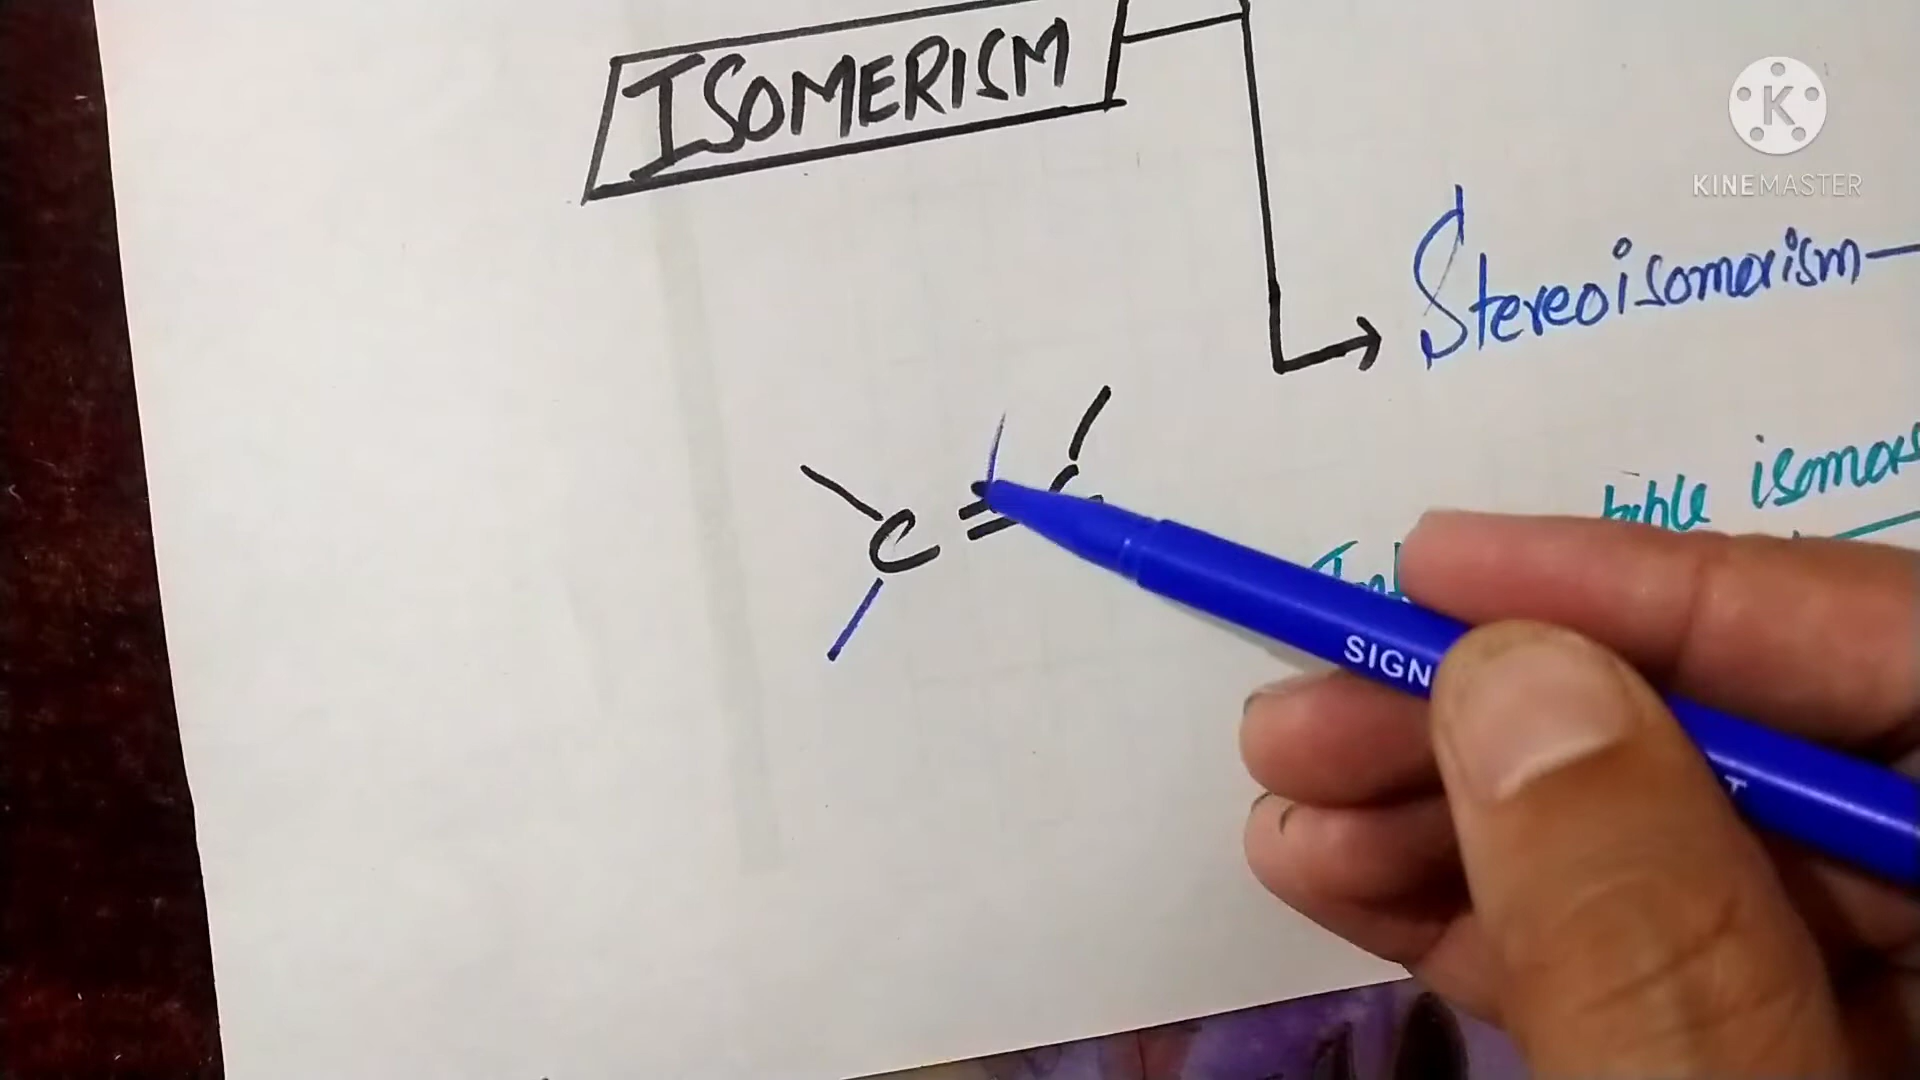 ISOMERISM
K
KINEMASTER
Stereoisomerism
C =
SIGN
T